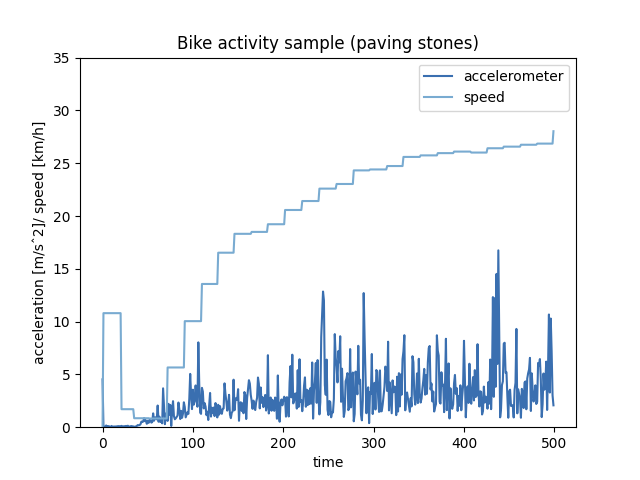 Bike activity sample (paving stones)
accelerometer
speed
35
30
25
20
15
10
5
0
acceleration [m/s^2]/ speed [km/h]
0 100 200 300 400 500
time